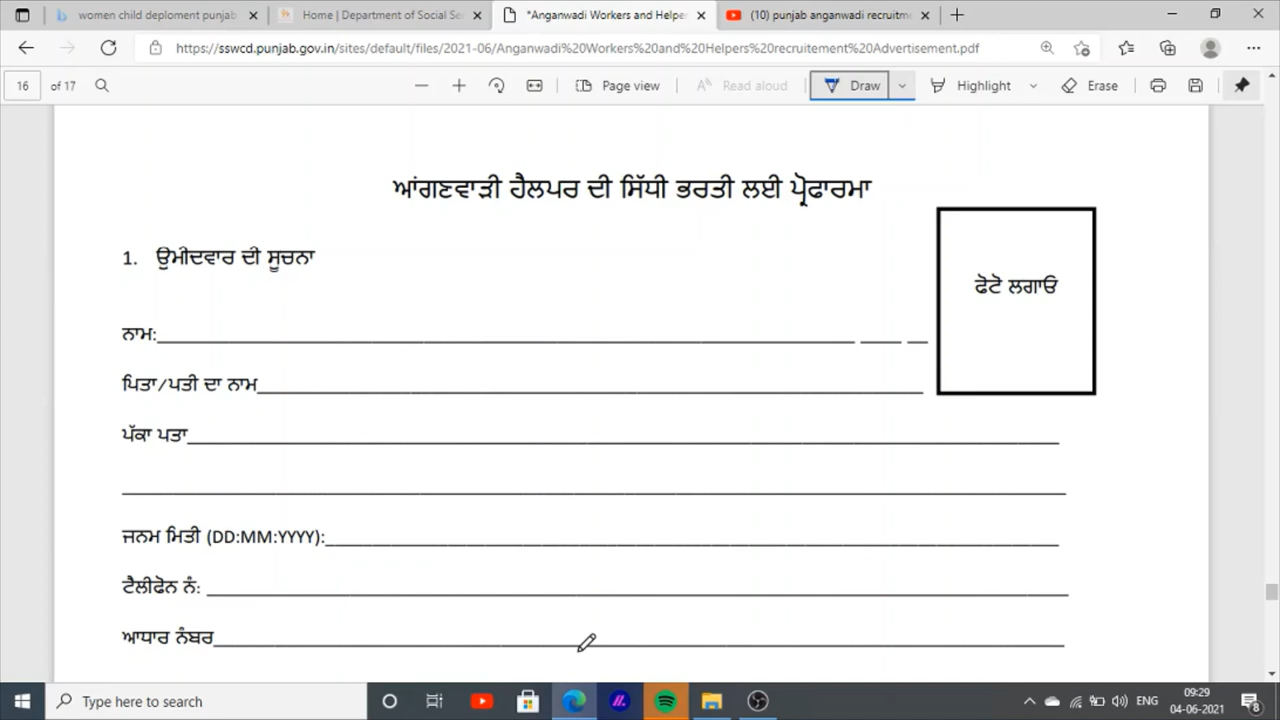 women child deploment punjab
Home | Department of Social Se
*Anganwadi Workers and Helpe
(10) punjab anganwadi recruitme
https://sswcd.punjab.gov.in/sites/default/files/2021-06/Anganwadi%20Workers%20and%20Helpers%20recruitement%20Advertisement.pdf
16 of 17 Page view Read aloud Draw Highlight Erase
ਆਂਗਣਵਾੜੀ ਹੈਲਪਰ ਦੀ ਸਿੱਧੀ ਭਰਤੀ ਲਈ ਪ੍ਰੋਫਾਰਮਾ
1. ਉਮੀਦਵਾਰ ਦੀ ਸੂਚਨਾ
ਫੋਟੋ ਲਗਾਓ
ਨਾਮ:
ਪਿਤਾ/ਪਤੀ ਦਾ ਨਾਮ
ਪੱਕਾ ਪਤਾ
ਜਨਮ ਮਿਤੀ (DD:MM:YYYY):
ਟੈਲੀਫੋਨ ਨੰ:
ਆਧਾਰ ਨੰਬਰ
Type here to search
ENG
09:29
04-06-2021
8